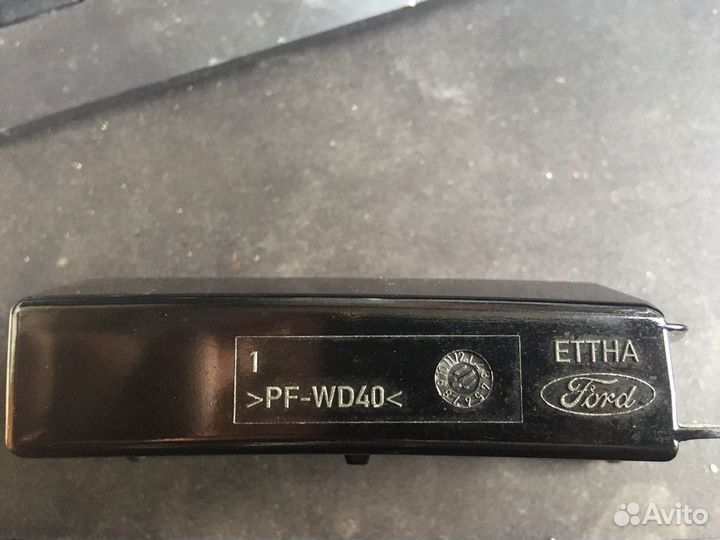 1
>PF-WD40<
ETTHA
Ford
Avito